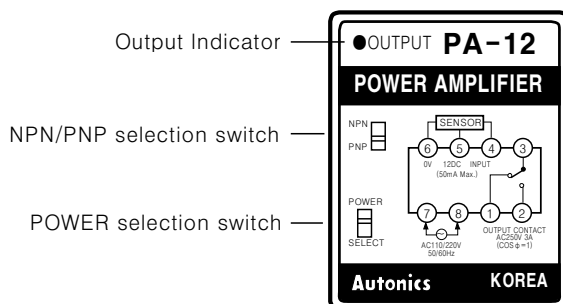 Output Indicator
OUTPUT PA-12
POWER AMPLIFIER
NPN/PNP selection switch
NPN
PNP
SENSOR
6 5 4 3
0V 12DC INPUT
(50mA Max.)
POWER selection switch
POWER
SELECT
7 8 1 2
AC110/220V
50/60Hz
OUTPUT CONTACT
AC250V 3A
(COSφ=1)
Autonics KOREA